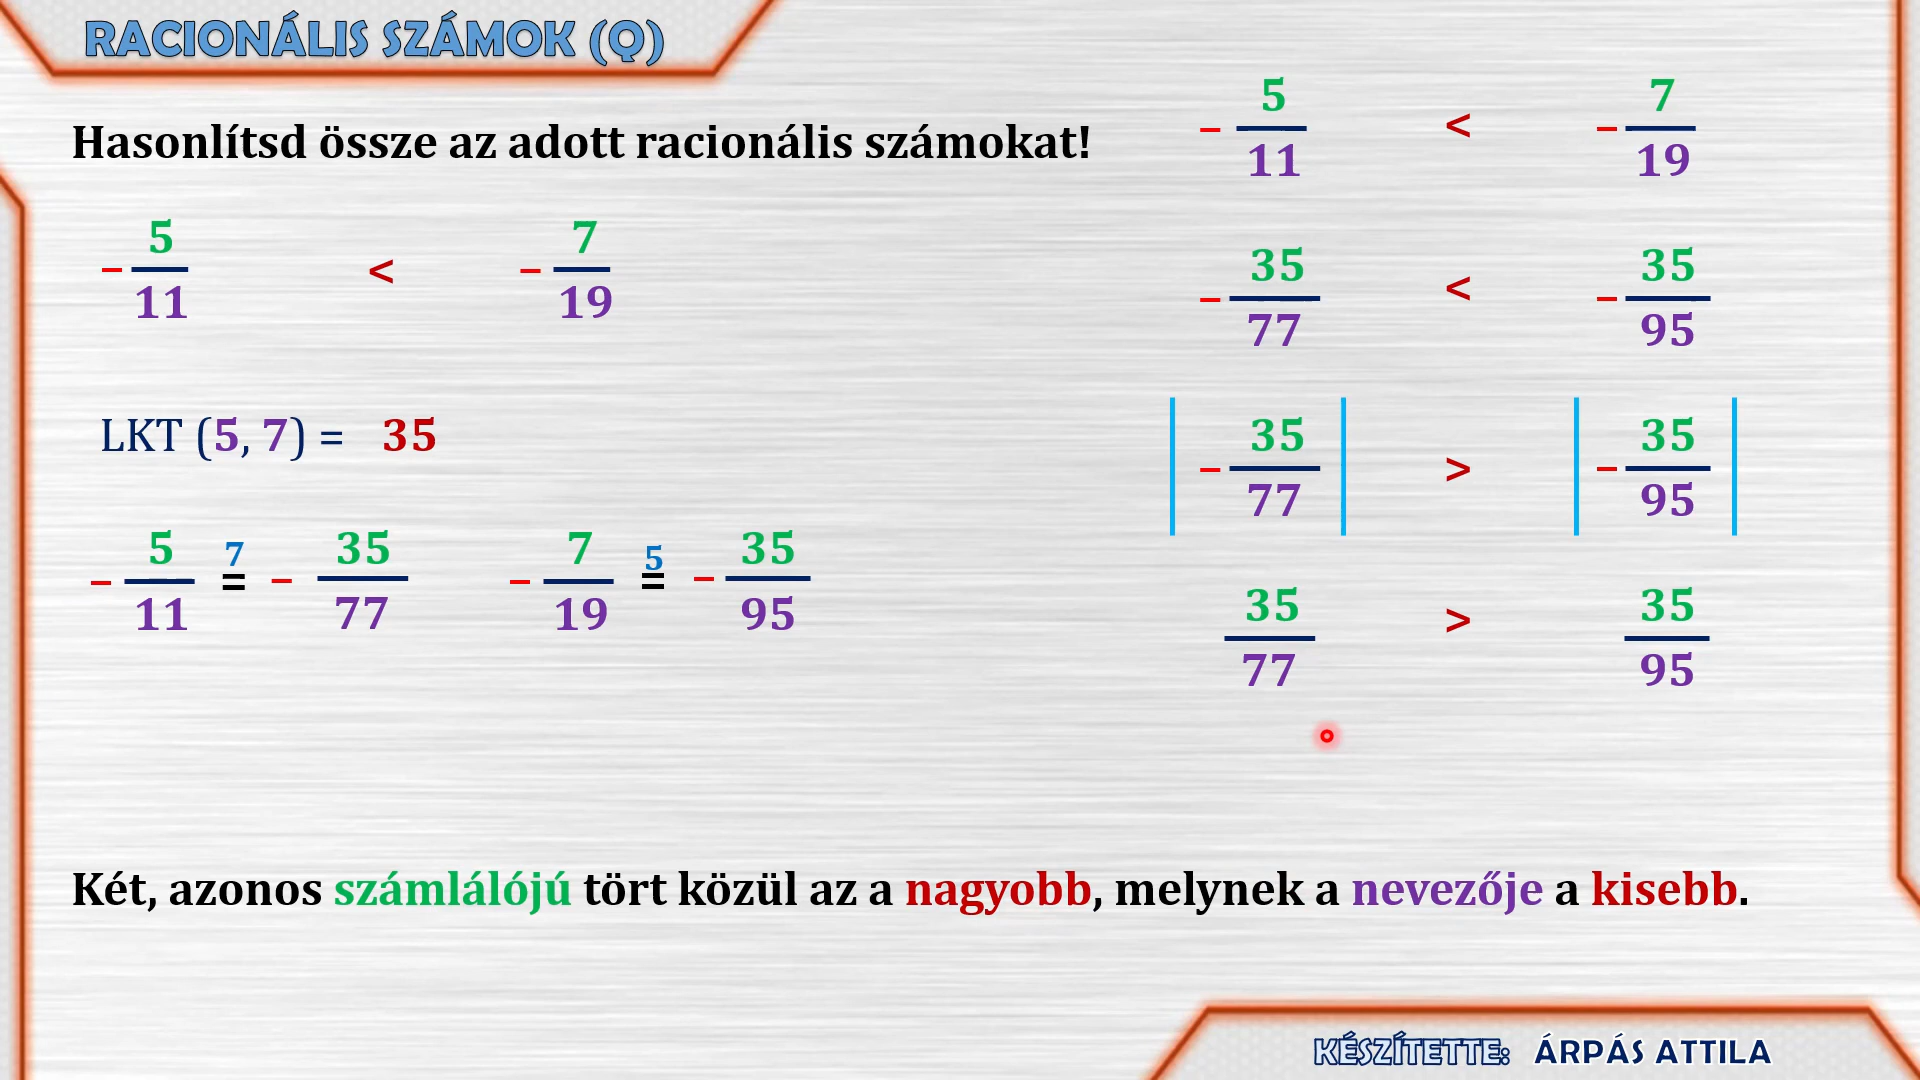 RACIONÁLIS SZÁMOK (Q)
Hasonlítsd össze az adott racionális számokat!
− 5/11 < − 7/19
LKT (5, 7) = 35
− 5/11 =⁷ − 35/77 − 7/19 =⁵ − 35/95
− 5/11 < − 7/19
− 35/77 < − 35/95
|− 35/77| > |− 35/95|
35/77 > 35/95
Két, azonos számlálójú tört közül az a nagyobb, melynek a nevezője a kisebb.
KÉSZÍTETTE: ÁRPÁS ATTILA